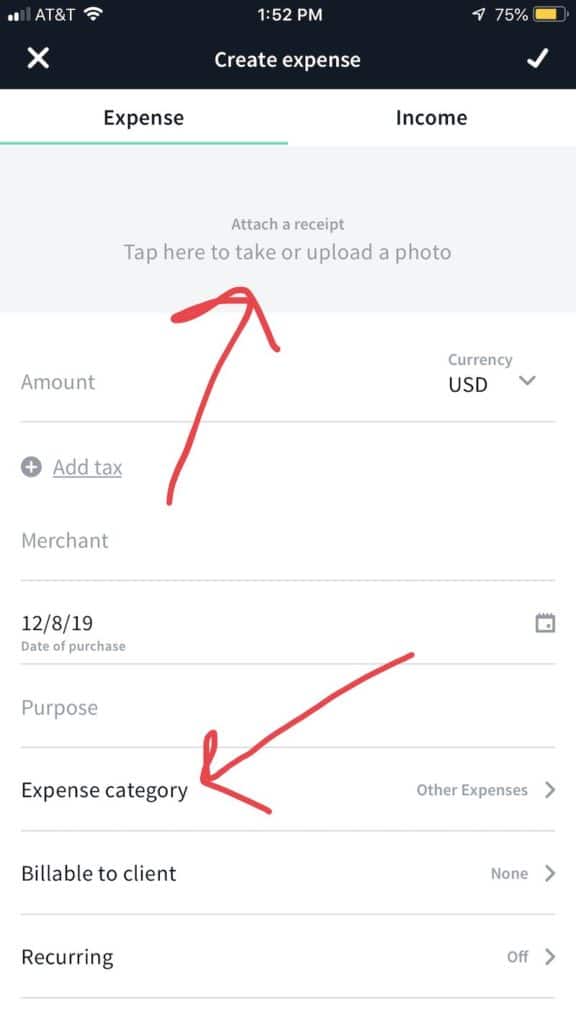 AT&T 1:52 PM 75%
Create expense
Expense Income
Attach a receipt
Tap here to take or upload a photo
Currency
Amount USD
Add tax
Merchant
12/8/19
Date of purchase
Purpose
Expense category Other Expenses
Billable to client None
Recurring Off